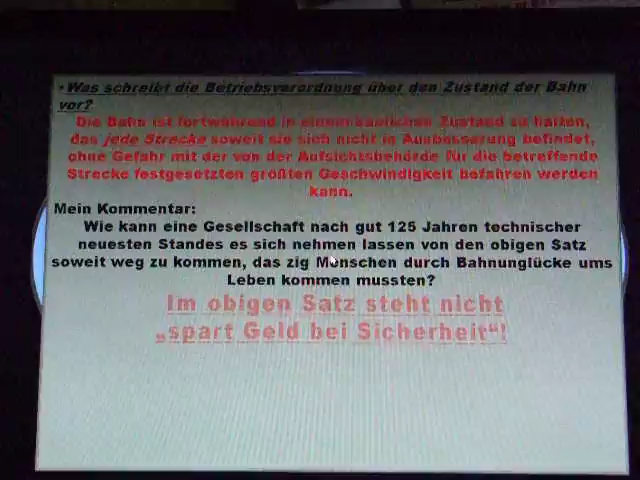 •Was schreibt die Betriebsverordnung über den Zustand der Bahn
vor?
Die Bahn ist fortwährend in einem baulichen Zustand zu halten,
das jede Strecke soweit sie sich nicht in Ausbesserung befindet,
ohne Gefahr mit der von der Aufsichtsbehörde für die betreffende
Strecke festgesetzten größten Geschwindigkeit befahren werden
kann.
Mein Kommentar:
Wie kann eine Gesellschaft nach gut 125 Jahren technischer
neuesten Standes es sich nehmen lassen von den obigen Satz
soweit weg zu kommen, das zig Menschen durch Bahnunglücke ums
Leben kommen mussten?
Im obigen Satz steht nicht
„spart Geld bei Sicherheit“!